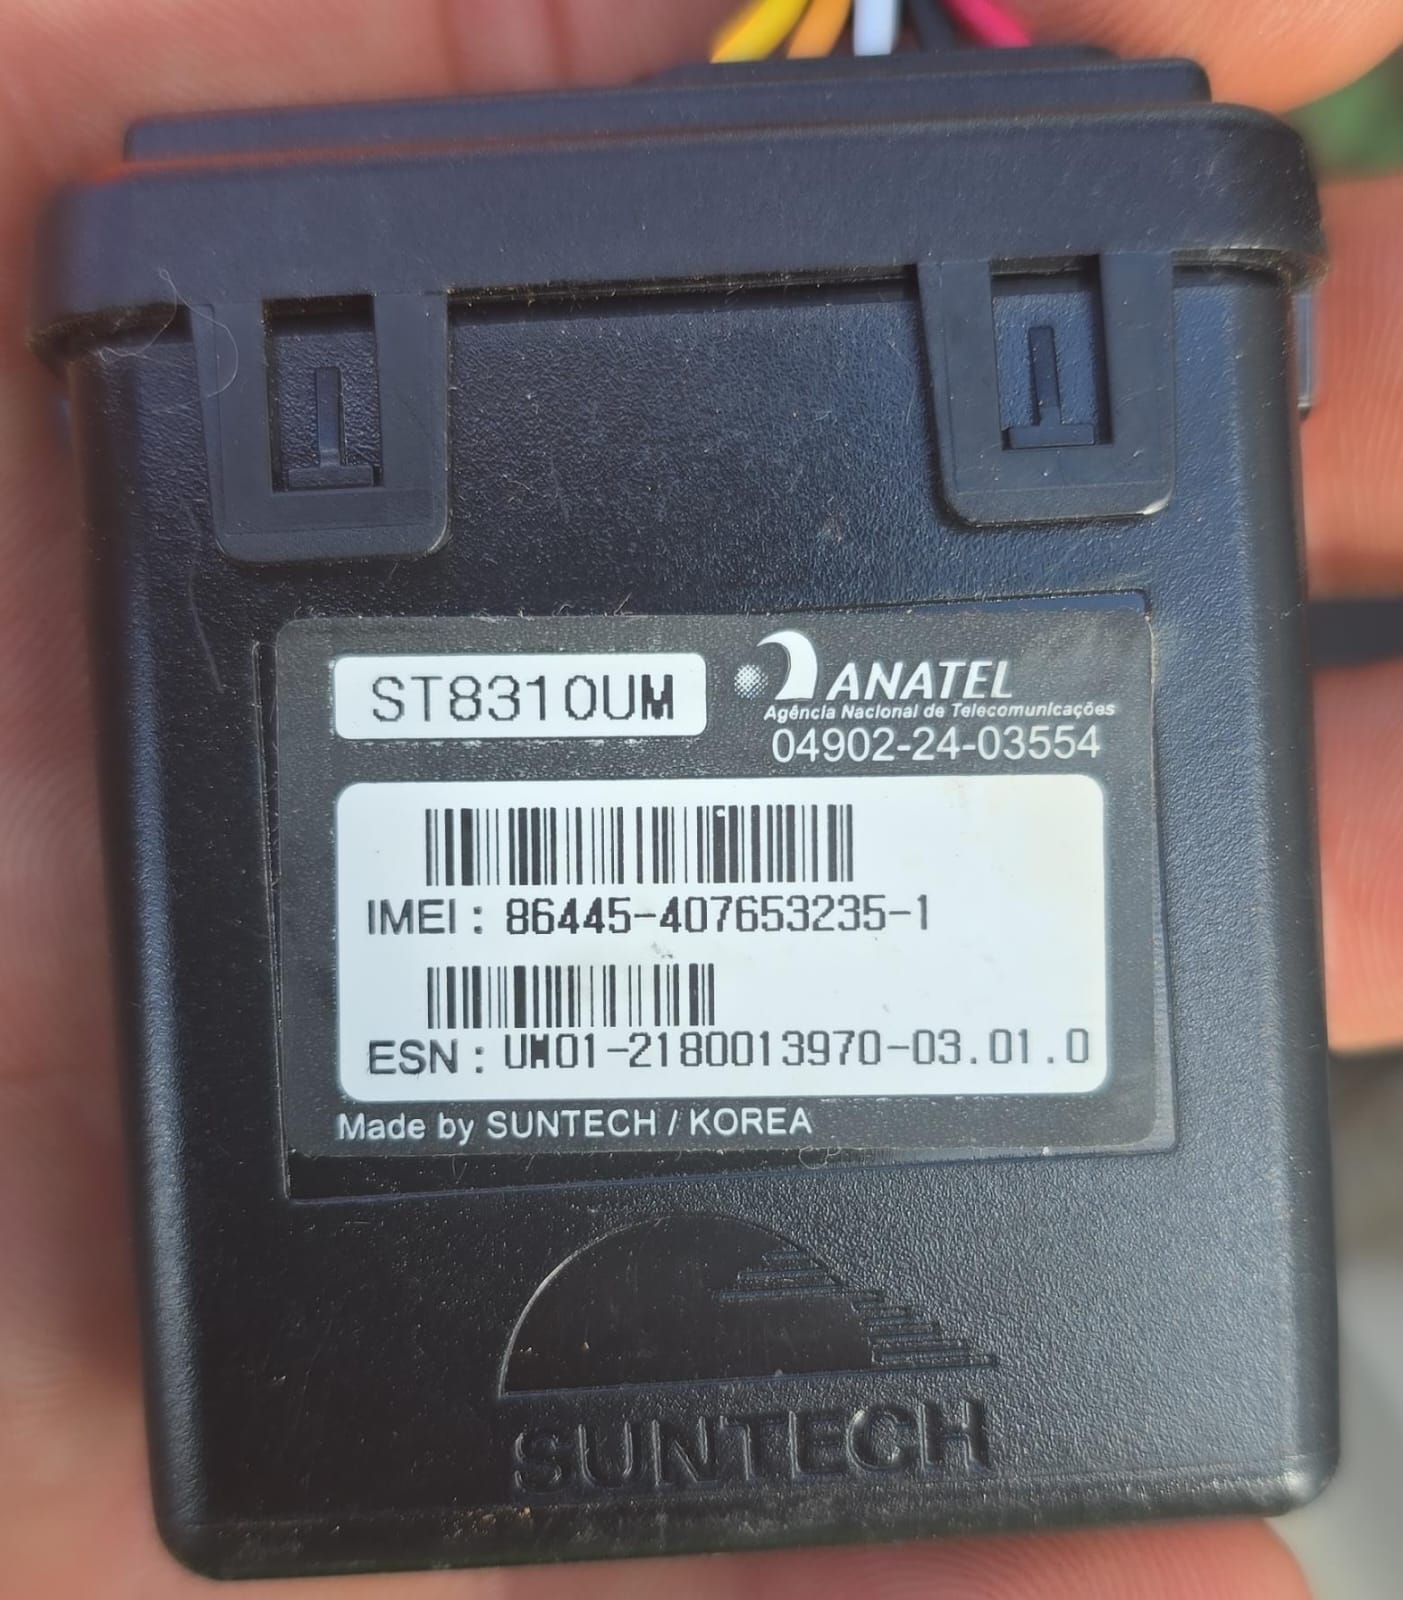 ST8310UM
ANATEL
Agência Nacional de Telecomunicações
04902-24-03554
IMEI : 86445-407653235-1
ESN : UM01-2180013970-03.01.0
Made by SUNTECH / KOREA
SUNTECH